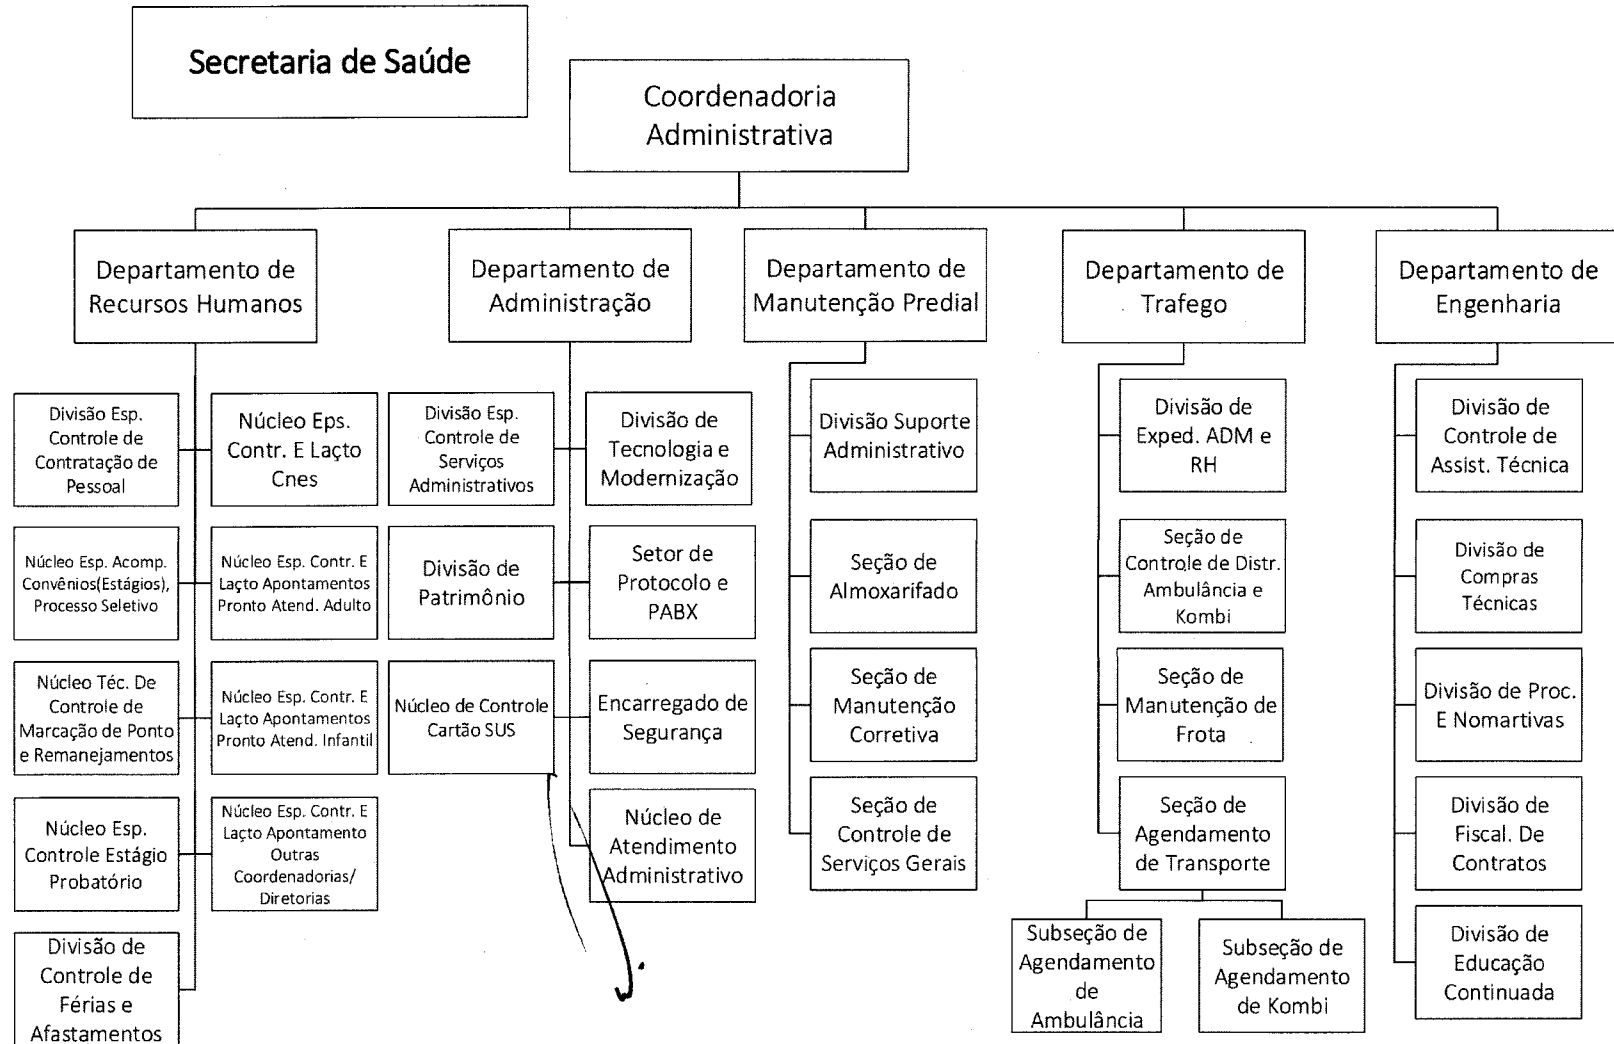 Secretaria de Saúde
Coordenadoria
Administrativa
Departamento de
Recursos Humanos
Departamento de
Administração
Departamento de
Manutenção Predial
Departamento de
Trafego
Departamento de
Engenharia
Divisão Esp.
Controle de
Contratação de
Pessoal
Núcleo Eps.
Contr. E Laçto
Cnes
Núcleo Esp. Acomp.
Convênios(Estágios),
Processo Seletivo
Núcleo Esp. Contr. E
Laçto Apontamentos
Pronto Atend. Adulto
Núcleo Téc. De
Controle de
Marcação de Ponto
e Remanejamentos
Núcleo Esp. Contr. E
Laçto Apontamentos
Pronto Atend. Infantil
Núcleo Esp.
Controle Estágio
Probatório
Núcleo Esp. Contr. E
Laçto Apontamento
Outras
Coordenadorias/
Diretorias
Divisão de
Controle de
Férias e
Afastamentos
Divisão Esp.
Controle de
Serviços
Administrativos
Divisão de
Tecnologia e
Modernização
Divisão de
Patrimônio
Setor de
Protocolo e
PABX
Núcleo de Controle
Cartão SUS
Encarregado de
Segurança
Núcleo de
Atendimento
Administrativo
Divisão Suporte
Administrativo
Seção de
Almoxarifado
Seção de
Manutenção
Corretiva
Seção de
Controle de
Serviços Gerais
Divisão de
Exped. ADM e
RH
Seção de
Controle de Distr.
Ambulância e
Kombi
Seção de
Manutenção de
Frota
Seção de
Agendamento
de Transporte
Subseção de
Agendamento
de
Ambulância
Subseção de
Agendamento
de Kombi
Divisão de
Controle de
Assist. Técnica
Divisão de
Compras
Técnicas
Divisão de Proc.
E Nomartivas
Divisão de
Fiscal. De
Contratos
Divisão de
Educação
Continuada